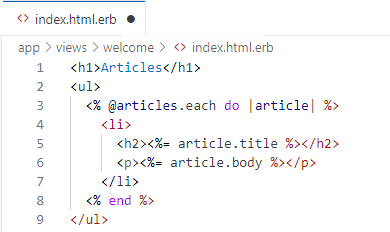 <> index.html.erb ●
app > views > welcome > <> index.html.erb
1 <h1>Articles</h1>
2 <ul>
3   <% @articles.each do |article| %>
4     <li>
5       <h2><%= article.title %></h2>
6       <p><%= article.body %></p>
7     </li>
8   <% end %>
9 </ul>